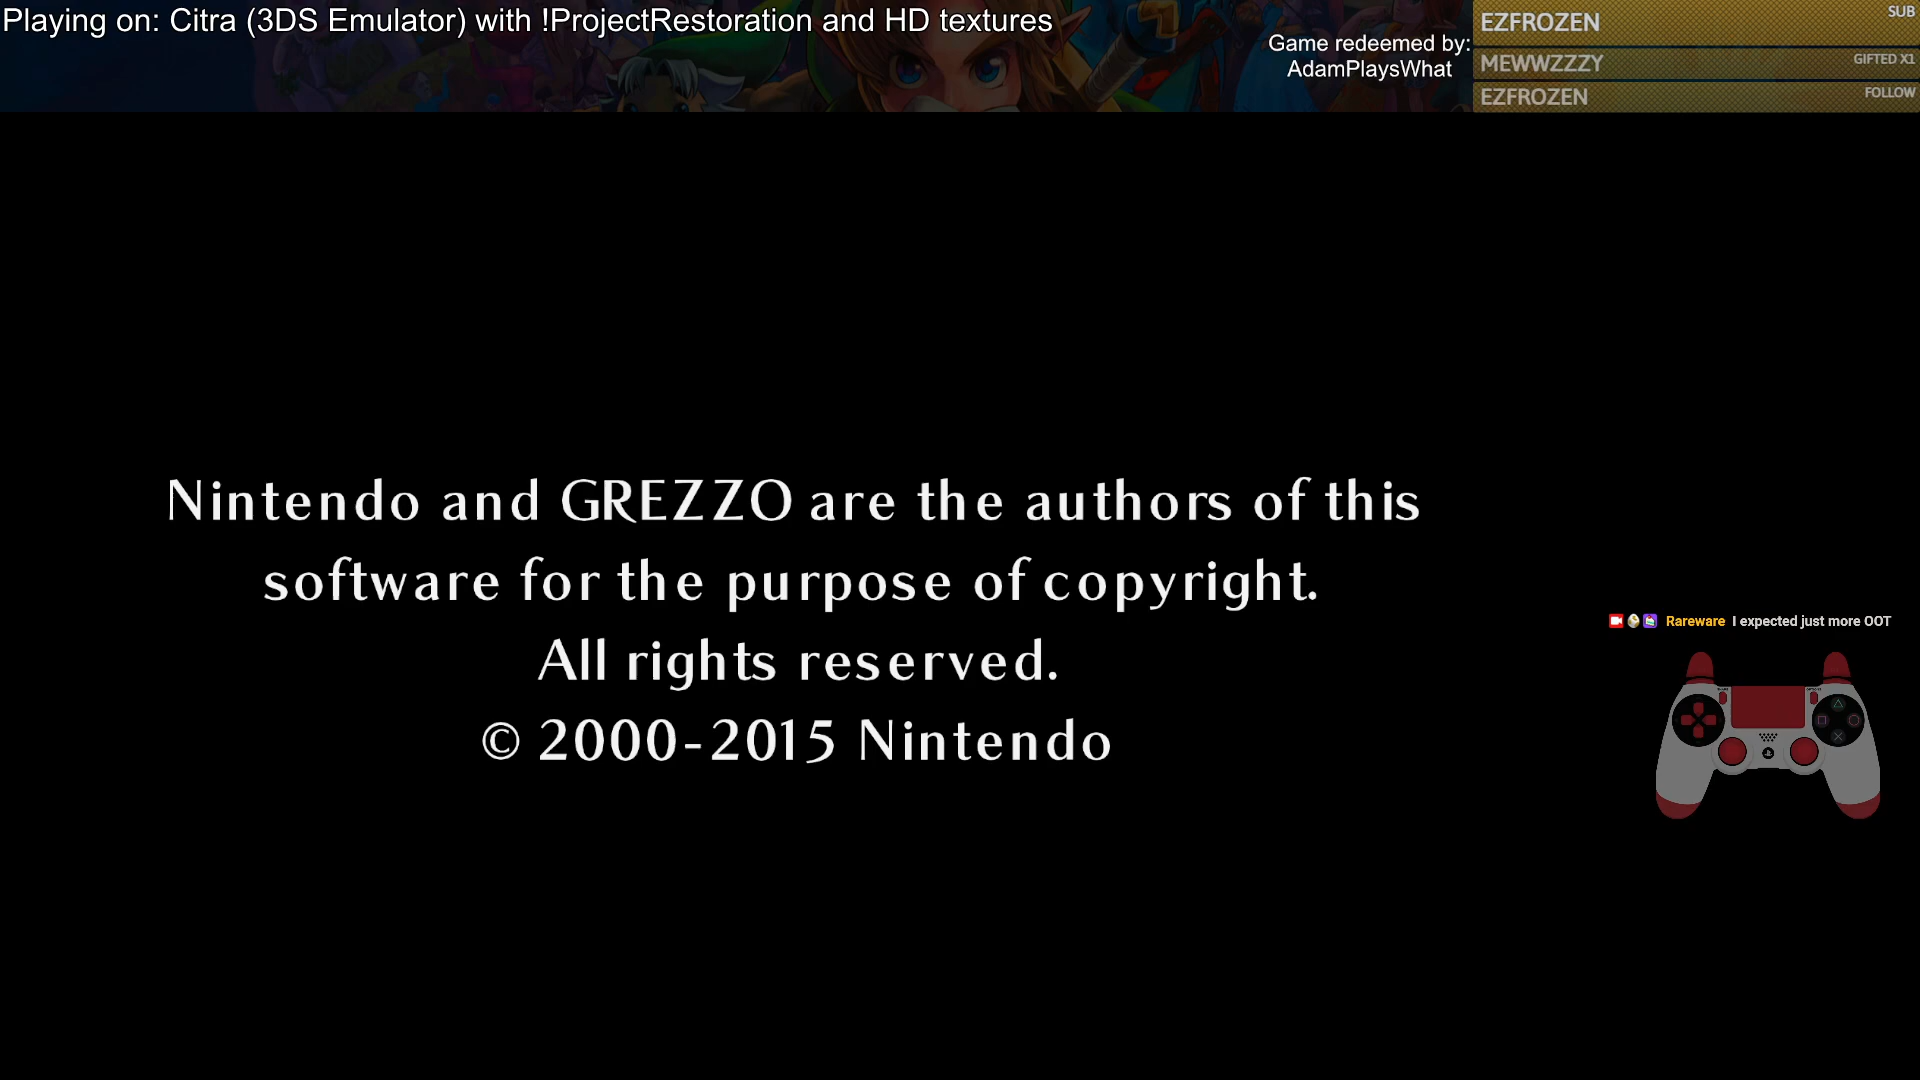 Playing on: Citra (3DS Emulator) with !ProjectRestoration and HD textures
Game redeemed by:
AdamPlaysWhat
EZFROZEN SUB
MEWWZZZY GIFTED X1
EZFROZEN FOLLOW
Nintendo and GREZZO are the authors of this
software for the purpose of copyright.
All rights reserved.
© 2000-2015 Nintendo
Rareware I expected just more OOT